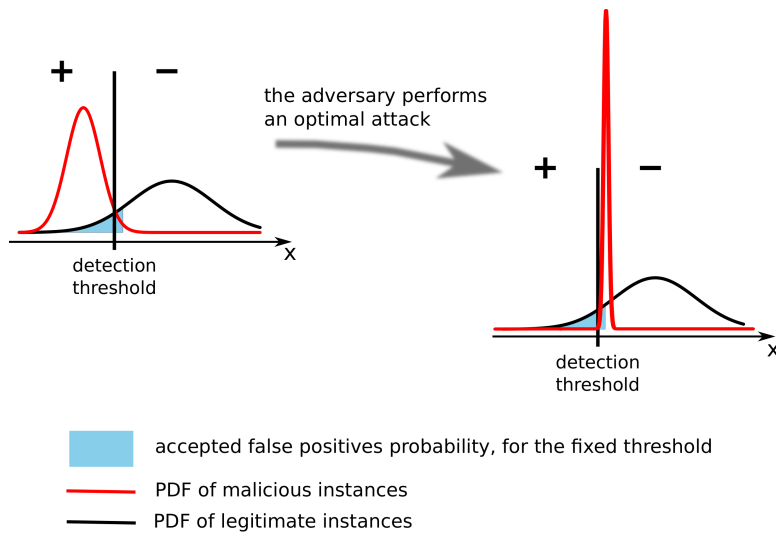 + −
the adversary performs
an optimal attack
x
detection
threshold
+ −
x
detection
threshold
accepted false positives probability, for the fixed threshold
PDF of malicious instances
PDF of legitimate instances